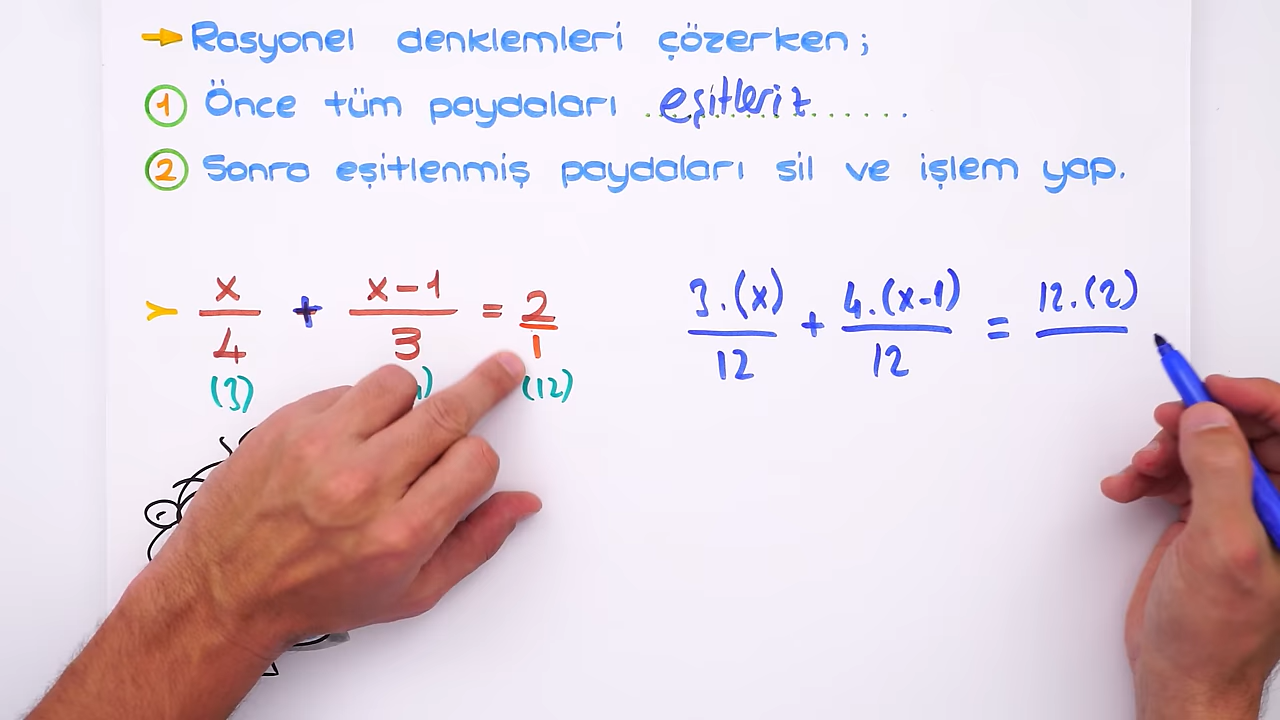 → Rasyonel denklemleri çözerken ;
1 Önce tüm paydaları eşitleriz
2 Sonra eşitlenmiş paydaları sil ve işlem yap.
x/4 + x-1/3 = 2/1
(3) (12)
3.(x)/12 + 4.(x-1)/12 = 12.(2)